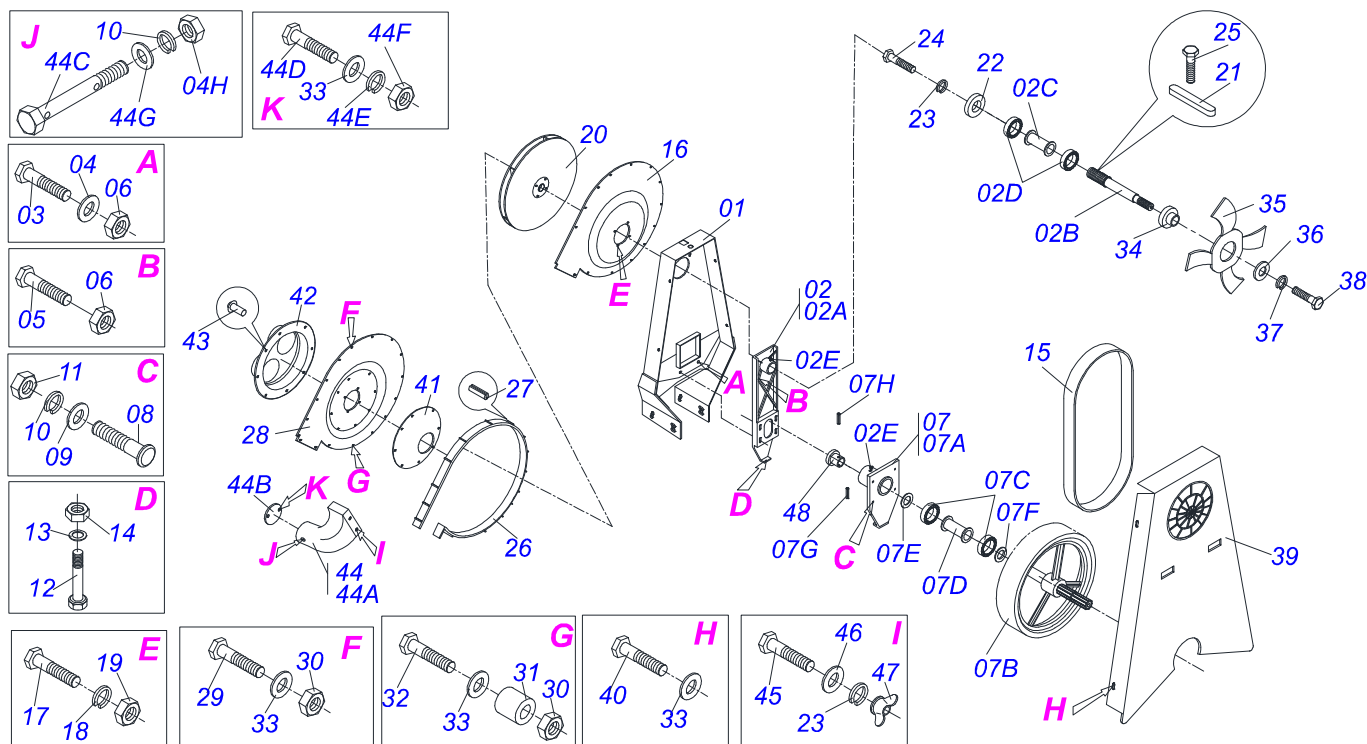 J
10
44C
44G
04H
44D
33
44E
44F
K
A
04
03
06
B
06
05
C
11
10
09
08
D
13
14
12
E
19
17
18
F
30
29
33
G
31
32
33
30
H
40
33
I
46
45
23
47
20
16
01
E
02
02A
02E
A
B
07H
02E
07
07A
D
48
07G
C
07E
07C
07F
07D
07B
42
43
F
28
G
41
27
26
44B
K
J
I
44
44A
24
22
23
02C
02D
02B
25
21
34
35
36
37
38
15
39
H